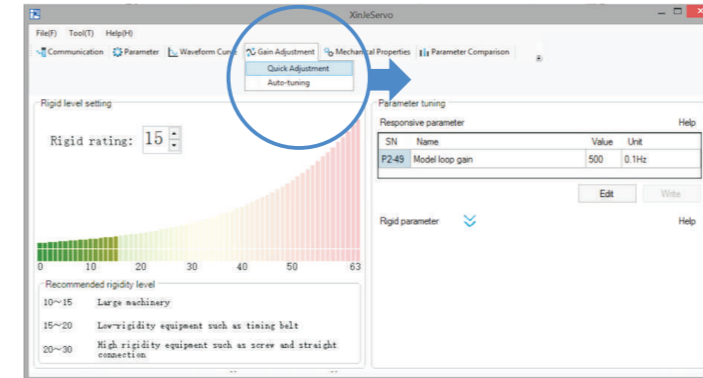 XinJeServo
File(F) Tool(T) Help(H)
Communication Parameter Waveform Curve Gain Adjustment Mechanical Properties Parameter Comparison
Quick Adjustment
Auto-tuning
Rigid level setting
Rigid rating: 15
0 10 20 30 40 50 63
Recommended rigidity level
10~15 Large machinery
15~20 Low-rigidity equipment such as timing belt
20~30 High rigidity equipment such as screw and straight
connection
Parameter tuning
Responsive parameter Help
SN Name Value Unit
P2-49 Model loop gain 500 0.1Hz
Edit Write
Rigid parameter Help